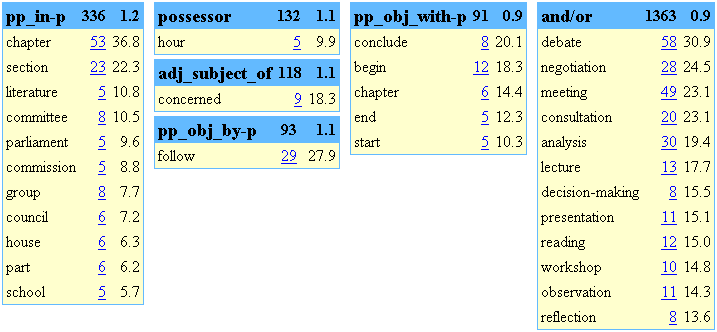 pp_in-p 336 1.2
chapter 53 36.8
section 23 22.3
literature 5 10.8
committee 8 10.5
parliament 5 9.6
commission 5 8.8
group 8 7.7
council 6 7.2
house 6 6.3
part 6 6.2
school 5 5.7
possessor 132 1.1
hour 5 9.9
adj_subject_of 118 1.1
concerned 9 18.3
pp_obj_by-p 93 1.1
follow 29 27.9
pp_obj_with-p 91 0.9
conclude 8 20.1
begin 12 18.3
chapter 6 14.4
end 5 12.3
start 5 10.3
and/or 1363 0.9
debate 58 30.9
negotiation 28 24.5
meeting 49 23.1
consultation 20 23.1
analysis 30 19.4
lecture 13 17.7
decision-making 8 15.5
presentation 11 15.1
reading 12 15.0
workshop 10 14.8
observation 11 14.3
reflection 8 13.6